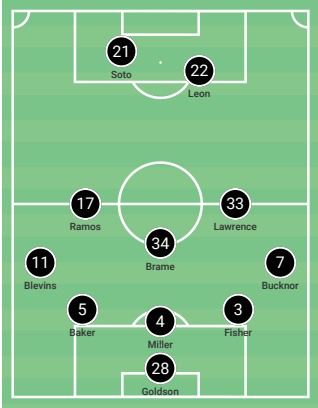 21
Soto
22
Leon
17
Ramos
33
Lawrence
34
Brame
11
Blevins
7
Bucknor
5
Baker
4
Miller
3
Fisher
28
Goldson